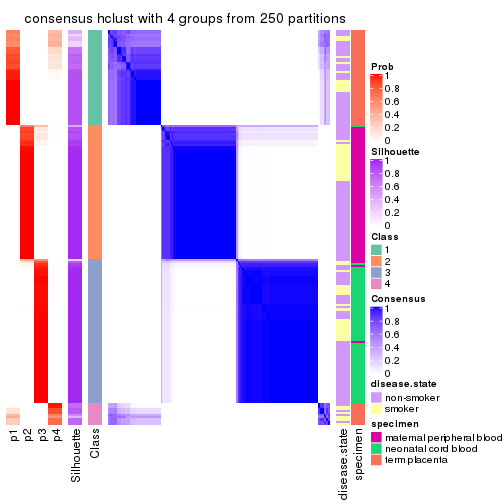 consensus hclust with 4 groups from 250 partitions
Prob
1
0.8
0.6
0.4
0.2
0
Silhouette
1
0.8
0.6
0.4
0.2
0
Class
1
2
3
4
Consensus
1
0.8
0.6
0.4
0.2
0
disease.state
non-smoker
smoker
specimen
maternal peripheral blood
neonatal cord blood
term placenta
p1
p2
p3
p4
Silhouette
Class
disease.state
specimen